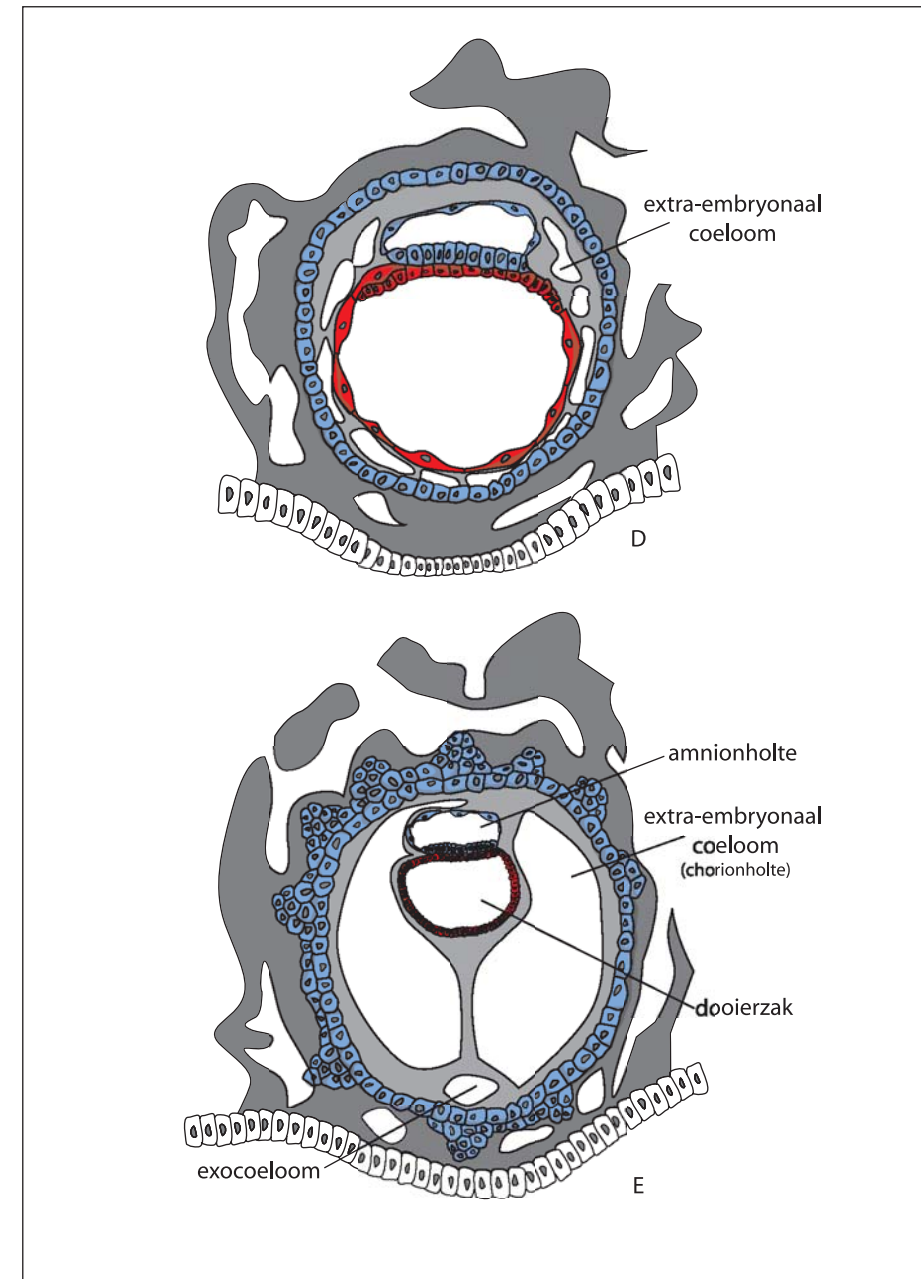 extra-embryonaal
coeloom
D
amnionholte
extra-embryonaal
coeloom
(chorionholte)
dooierzak
exocoeloom
E